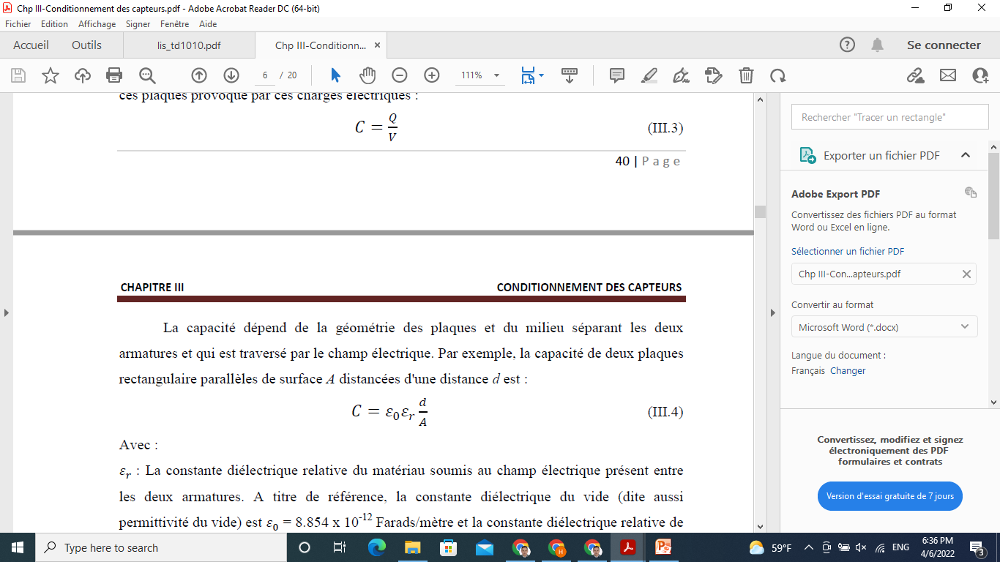 Chp III-Conditionnement des capteurs.pdf - Adobe Acrobat Reader DC (64-bit)
Fichier Edition Affichage Signer Fenêtre Aide
Accueil Outils lis_td1010.pdf Chp III-Conditionn... × Se connecter
6 / 20 111%
ces plaques provoqué par ces charges électriques :
C = Q/V (III.3)
40 | Page
CHAPITRE III CONDITIONNEMENT DES CAPTEURS
La capacité dépend de la géométrie des plaques et du milieu séparant les deux
armatures et qui est traversé par le champ électrique. Par exemple, la capacité de deux plaques
rectangulaire parallèles de surface A distancées d'une distance d est :
C = ε₀εᵣ d/A (III.4)
Avec :
εᵣ : La constante diélectrique relative du matériau soumis au champ électrique présent entre
les deux armatures. A titre de référence, la constante diélectrique du vide (dite aussi
permittivité du vide) est ε₀ = 8.854 x 10⁻¹² Farads/mètre et la constante diélectrique relative de
Rechercher "Tracer un rectangle"
Exporter un fichier PDF
Adobe Export PDF
Convertissez des fichiers PDF au format
Word ou Excel en ligne.
Sélectionner un fichier PDF
Chp III-Con...apteurs.pdf
Convertir au format
Microsoft Word (*.docx)
Langue du document :
Français Changer
Convertissez, modifiez et signez
électroniquement des PDF
formulaires et contrats
Version d'essai gratuite de 7 jours
Type here to search
59°F ENG 6:36 PM
4/6/2022 3